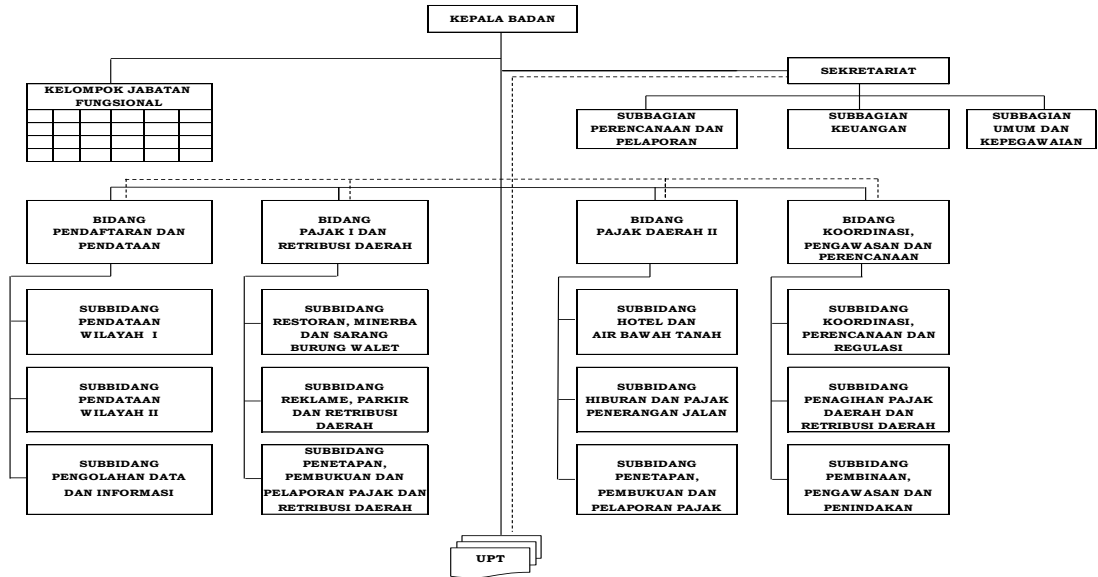 KEPALA BADAN
SEKRETARIAT
KELOMPOK JABATAN
FUNGSIONAL
SUBBAGIAN
PERENCANAAN DAN
PELAPORAN
SUBBAGIAN
KEUANGAN
SUBBAGIAN
UMUM DAN
KEPEGAWAIAN
BIDANG
PENDAFTARAN DAN
PENDATAAN
BIDANG
PAJAK I DAN
RETRIBUSI DAERAH
BIDANG
PAJAK DAERAH II
BIDANG
KOORDINASI,
PENGAWASAN DAN
PERENCANAAN
SUBBIDANG
PENDATAAN
WILAYAH I
SUBBIDANG
RESTORAN, MINERBA
DAN SARANG
BURUNG WALET
SUBBIDANG
HOTEL DAN
AIR BAWAH TANAH
SUBBIDANG
KOORDINASI,
PERENCANAAN DAN
REGULASI
SUBBIDANG
PENDATAAN
WILAYAH II
SUBBIDANG
REKLAME, PARKIR
DAN RETRIBUSI
DAERAH
SUBBIDANG
HIBURAN DAN PAJAK
PENERANGAN JALAN
SUBBIDANG
PENAGIHAN PAJAK
DAERAH DAN
RETRIBUSI DAERAH
SUBBIDANG
PENGOLAHAN DATA
DAN INFORMASI
SUBBIDANG
PENETAPAN,
PEMBUKUAN DAN
PELAPORAN PAJAK DAN
RETRIBUSI DAERAH
SUBBIDANG
PENETAPAN,
PEMBUKUAN DAN
PELAPORAN PAJAK
SUBBIDANG
PEMBINAAN,
PENGAWASAN DAN
PENINDAKAN
UPT